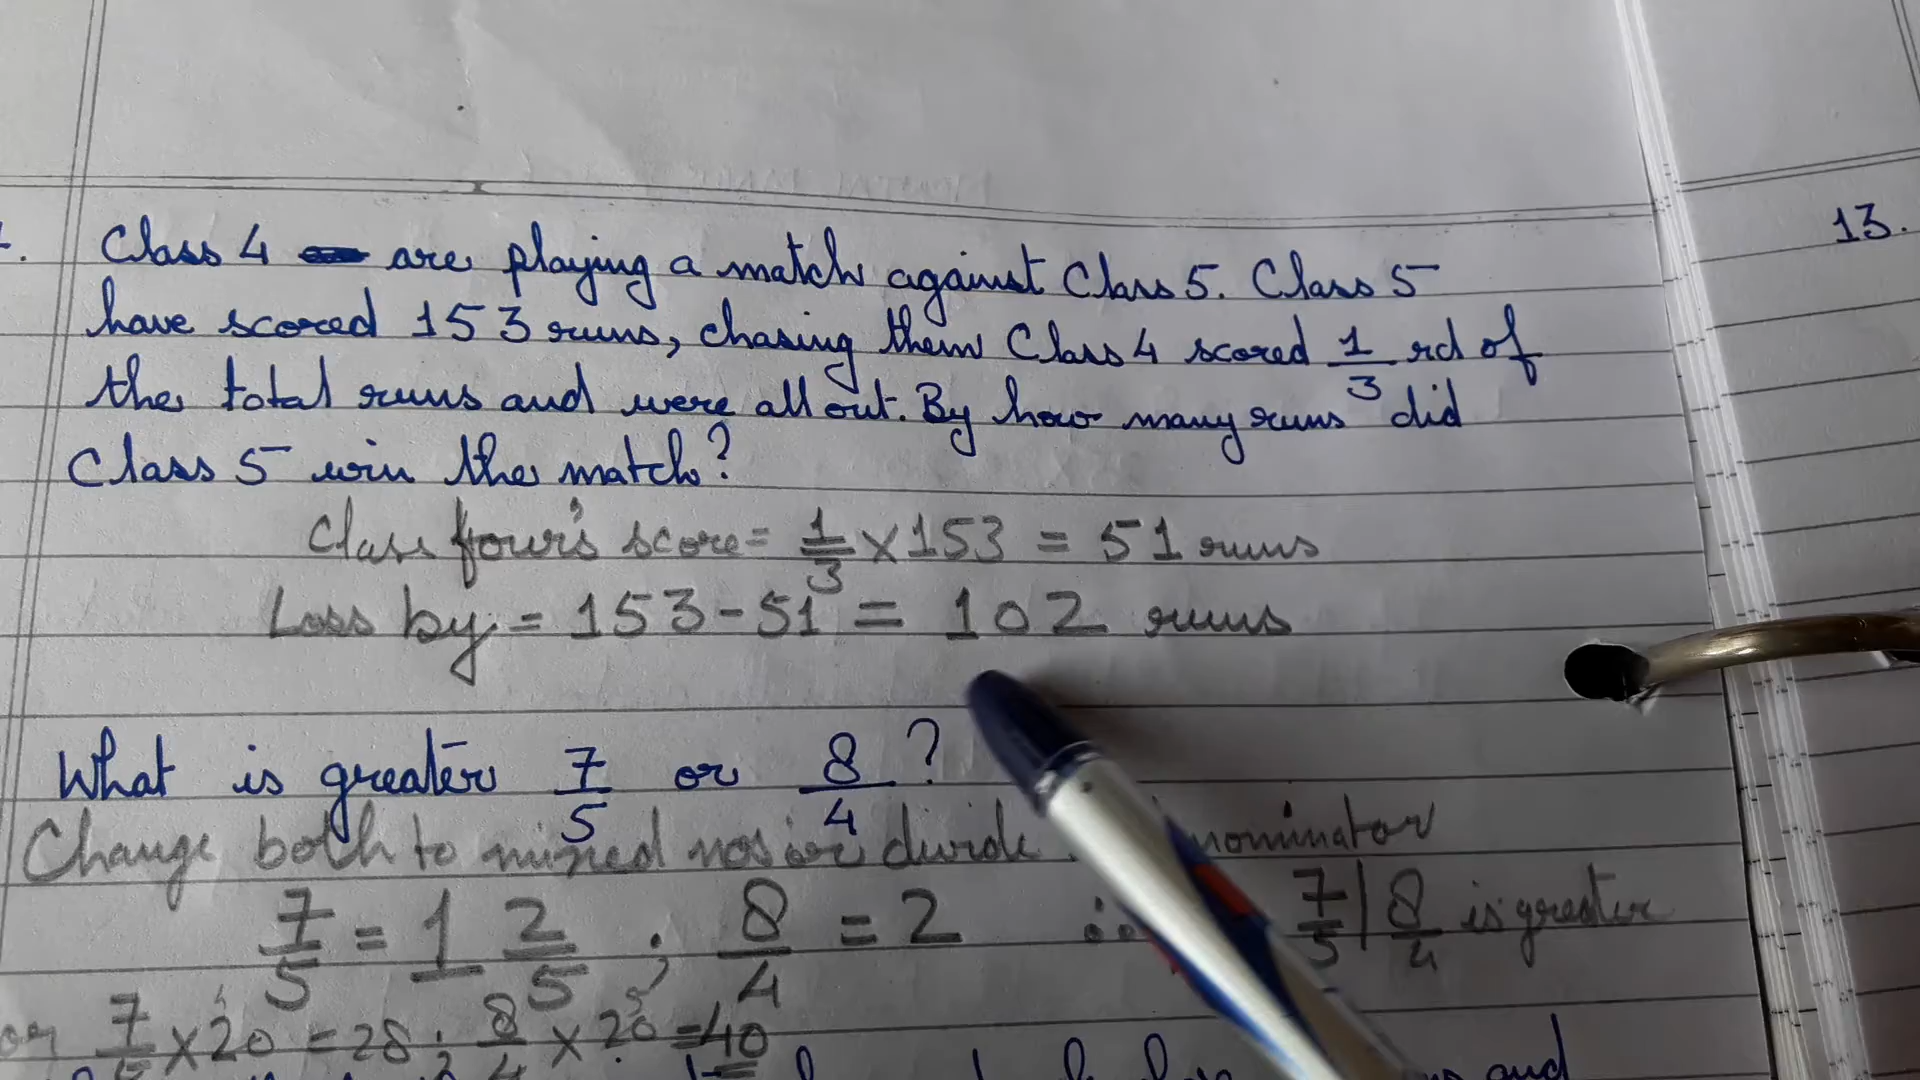 Class 4 are playing a match against Class 5. Class 5
13.
have scored 153 runs, chasing them Class 4 scored 1/3 rd of
the total runs and were all out. By how many runs did
Class 5 win the match?
Class four's score = 1/3 × 153 = 51 runs
Loss by = 153 - 51 = 102 runs
What is greater 7/5 or 8/4 ?
Change both to mixed nos or divide nominator
7/5 = 1 2/5 ; 8/4 = 2 ∴ 7/5 | 8/4 is greater
or 7/5 × 20 = 28 ; 8/4 × 20 = 40
and